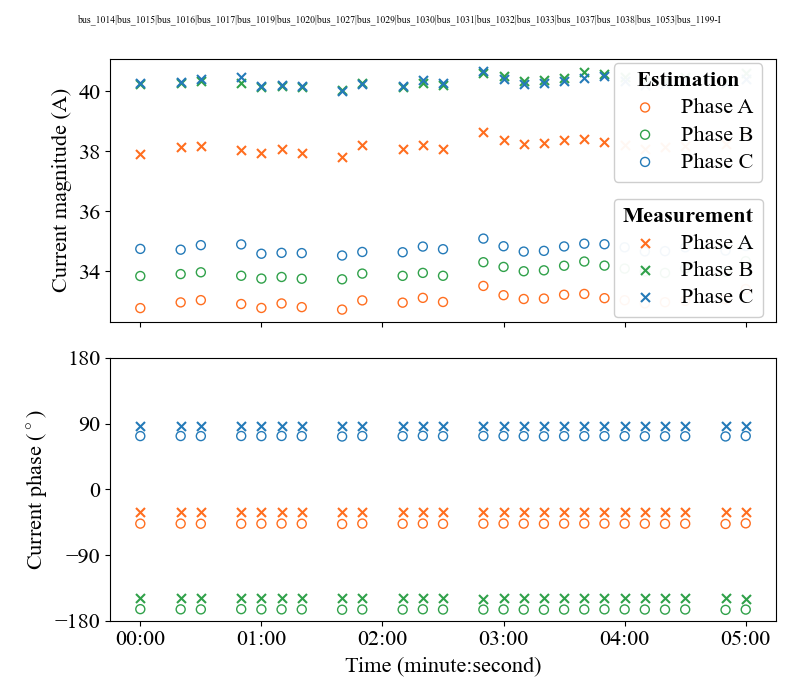 bus_1014|bus_1015|bus_1016|bus_1017|bus_1019|bus_1020|bus_1027|bus_1029|bus_1030|bus_1031|bus_1032|bus_1033|bus_1037|bus_1038|bus_1053|bus_1199-I
Current magnitude (A)
40
38
36
34
Estimation
Phase A
Phase B
Phase C
Measurement
Phase A
Phase B
Phase C
Current phase (°)
180
90
0
−90
−180
00:00 01:00 02:00 03:00 04:00 05:00
Time (minute:second)